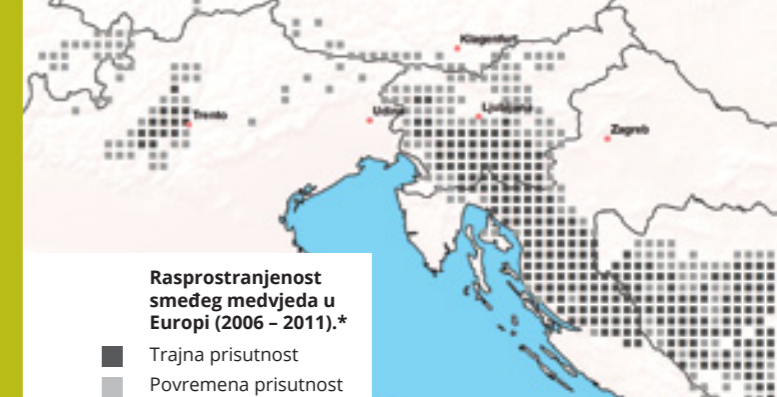 Klagenfurt
Trento
Udine
Ljubljana
Zagreb
Rasprostranjenost
smeđeg medvjeda u
Europi (2006 – 2011).*
Trajna prisutnost
Povremena prisutnost